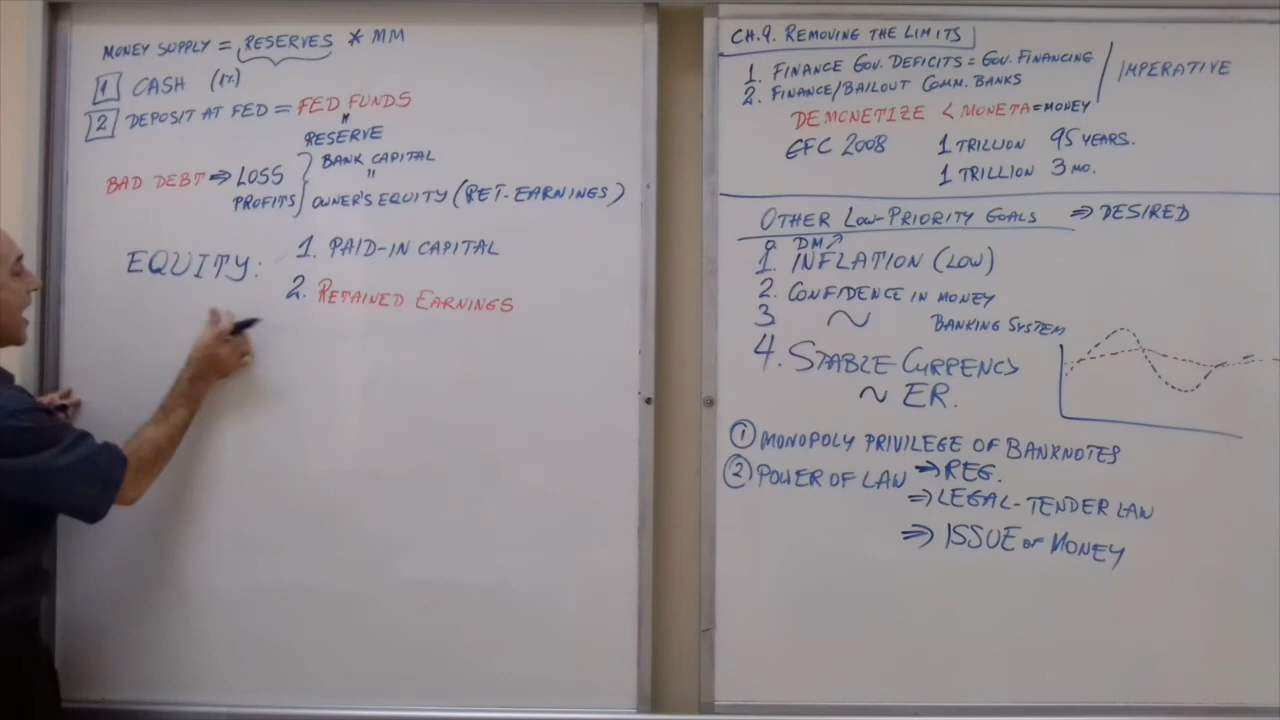 MONEY SUPPLY = RESERVES * MM
1 CASH (1%)
2 DEPOSIT AT FED = FED FUNDS
"
RESERVE
BAD DEBT ⇒ LOSS } BANK CAPITAL
"
PROFITS OWNER'S EQUITY (RET-EARNINGS)
EQUITY: 1. PAID-IN CAPITAL
2. RETAINED EARNINGS
CH.9. REMOVING THE LIMITS
1. FINANCE GOV. DEFICITS = GOV. FINANCING
2. FINANCE/BAILOUT COMM. BANKS / IMPERATIVE
DEMONETIZE < MONETA = MONEY
GFC 2008 1 TRILLION 95 YEARS.
1 TRILLION 3 MO.
OTHER LOW-PRIORITY GOALS ⇒ DESIRED
0. DM ↗
1. INFLATION (LOW)
2. CONFIDENCE IN MONEY
3 ~ BANKING SYSTEM
4. STABLE CURRENCY
~ ER.
① MONOPOLY PRIVILEGE OF BANKNOTES
② POWER OF LAW ⇒ REG.
⇒ LEGAL-TENDER LAW
⇒ ISSUE OF MONEY